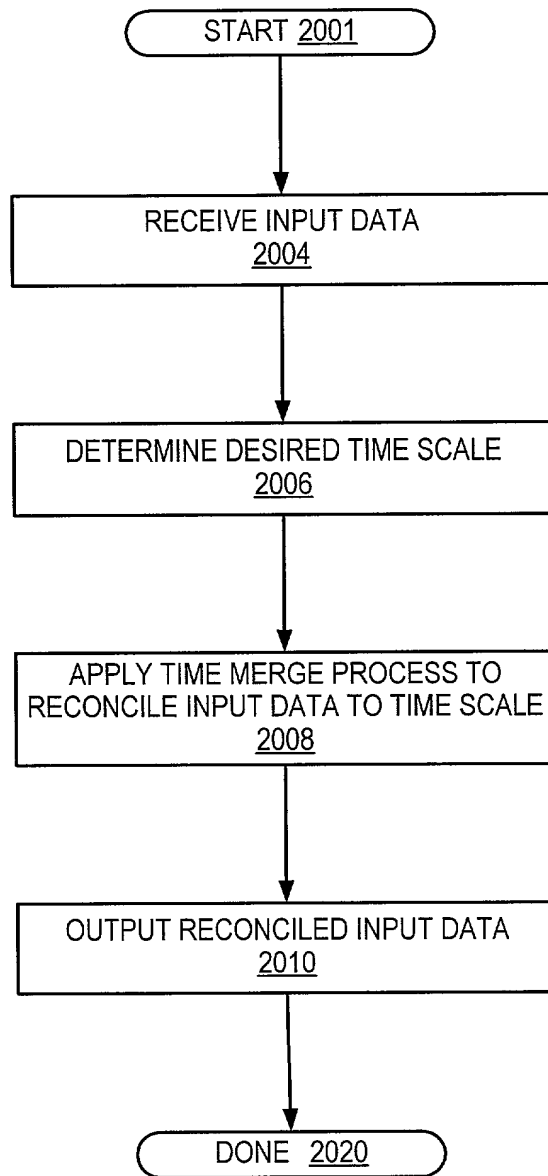 START 2001
RECEIVE INPUT DATA
2004
DETERMINE DESIRED TIME SCALE
2006
APPLY TIME MERGE PROCESS TO
RECONCILE INPUT DATA TO TIME SCALE
2008
OUTPUT RECONCILED INPUT DATA
2010
DONE 2020